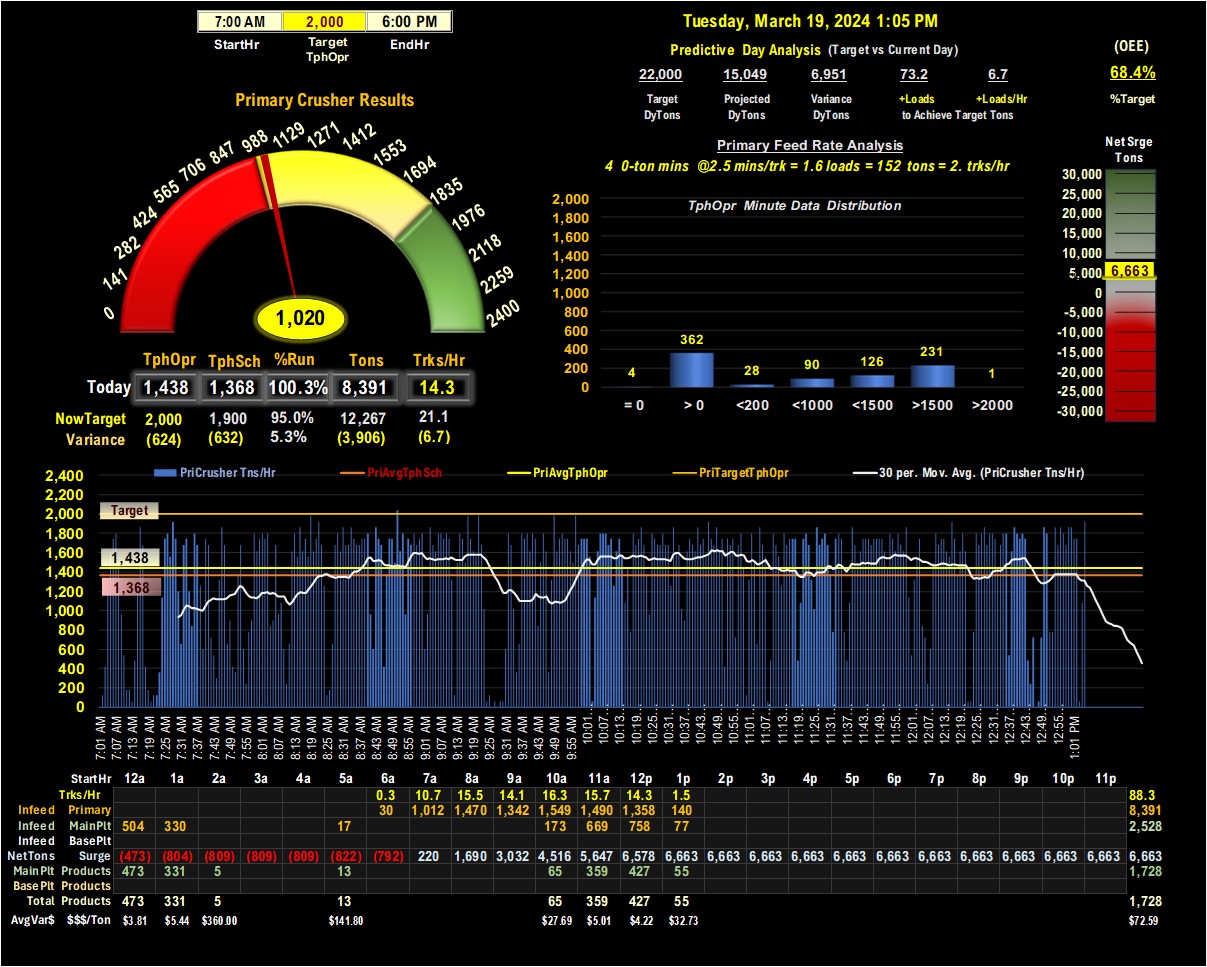 7:00 AM 2,000 6:00 PM
StartHr Target TphOpr EndHr
Tuesday, March 19, 2024 1:05 PM
Predictive Day Analysis (Target vs Current Day)
22,000 15,049 6,951 73.2 6.7
Target DyTons Projected DyTons Variance DyTons +Loads +Loads/Hr to Achieve Target Tons
(OEE)
68.4%
%Target
Primary Crusher Results
0 141 282 424 565 706 847 988 1129 1271 1412 1553 1694 1835 1976 2118 2259 2400
1,020
TphOpr TphSch %Run Tons Trks/Hr
Today 1,438 1,368 100.3% 8,391 14.3
NowTarget 2,000 1,900 95.0% 12,267 21.1
Variance (624) (632) 5.3% (3,906) (6.7)
Primary Feed Rate Analysis
4 0-ton mins @2.5 mins/trk = 1.6 loads = 152 tons = 2. trks/hr
TphOpr Minute Data Distribution
2,000
1,800
1,600
1,400
1,200
1,000
800
600
400
200
0
4 362 28 90 126 231 1
= 0 > 0 <200 <1000 <1500 >1500 >2000
Net Srge
Tons
30,000
25,000
20,000
15,000
10,000
5,000 6,663
0
-5,000
-10,000
-15,000
-20,000
-25,000
-30,000
PriCrusher Tns/Hr PriAvgTphSch PriAvgTphOpr PriTargetTphOpr 30 per. Mov. Avg. (PriCrusher Tns/Hr)
2,400
2,200
2,000
1,800
1,600
1,400
1,200
1,000
800
600
400
200
0
Target
1,438
1,368
7:01 AM 7:07 AM 7:13 AM 7:19 AM 7:25 AM 7:31 AM 7:37 AM 7:43 AM 7:49 AM 7:55 AM 8:01 AM 8:07 AM 8:13 AM 8:19 AM 8:25 AM 8:31 AM 8:37 AM 8:43 AM 8:49 AM 8:55 AM 9:01 AM 9:07 AM 9:13 AM 9:19 AM 9:25 AM 9:31 AM 9:37 AM 9:43 AM 9:49 AM 9:55 AM 10:01… 10:07… 10:13… 10:19… 10:25… 10:31… 10:37… 10:43… 10:49… 10:55… 11:01… 11:07… 11:13… 11:19… 11:25… 11:31… 11:37… 11:43… 11:49… 11:55… 12:01… 12:07… 12:13… 12:19… 12:25… 12:31… 12:37… 12:43… 12:49… 12:55… 1:01 PM
StartHr 12a 1a 2a 3a 4a 5a 6a 7a 8a 9a 10a 11a 12p 1p 2p 3p 4p 5p 6p 7p 8p 9p 10p 11p
Trks/Hr 0.3 10.7 15.5 14.1 16.3 15.7 14.3 1.5 88.3
Infeed Primary 30 1,012 1,470 1,342 1,549 1,490 1,358 140 8,391
Infeed MainPlt 504 330 17 173 669 758 77 2,528
Infeed BasePlt
NetTons Surge (473) (804) (809) (809) (809) (822) (792) 220 1,690 3,032 4,516 5,647 6,578 6,663 6,663 6,663 6,663 6,663 6,663 6,663 6,663 6,663 6,663 6,663 6,663
MainPlt Products 473 331 5 13 65 359 427 55 1,728
BasePlt Products
Total Products 473 331 5 13 65 359 427 55 1,728
AvgVar$ $$$/Ton $3.81 $5.44 $360.00 $141.80 $27.69 $5.01 $4.22 $32.73 $72.59